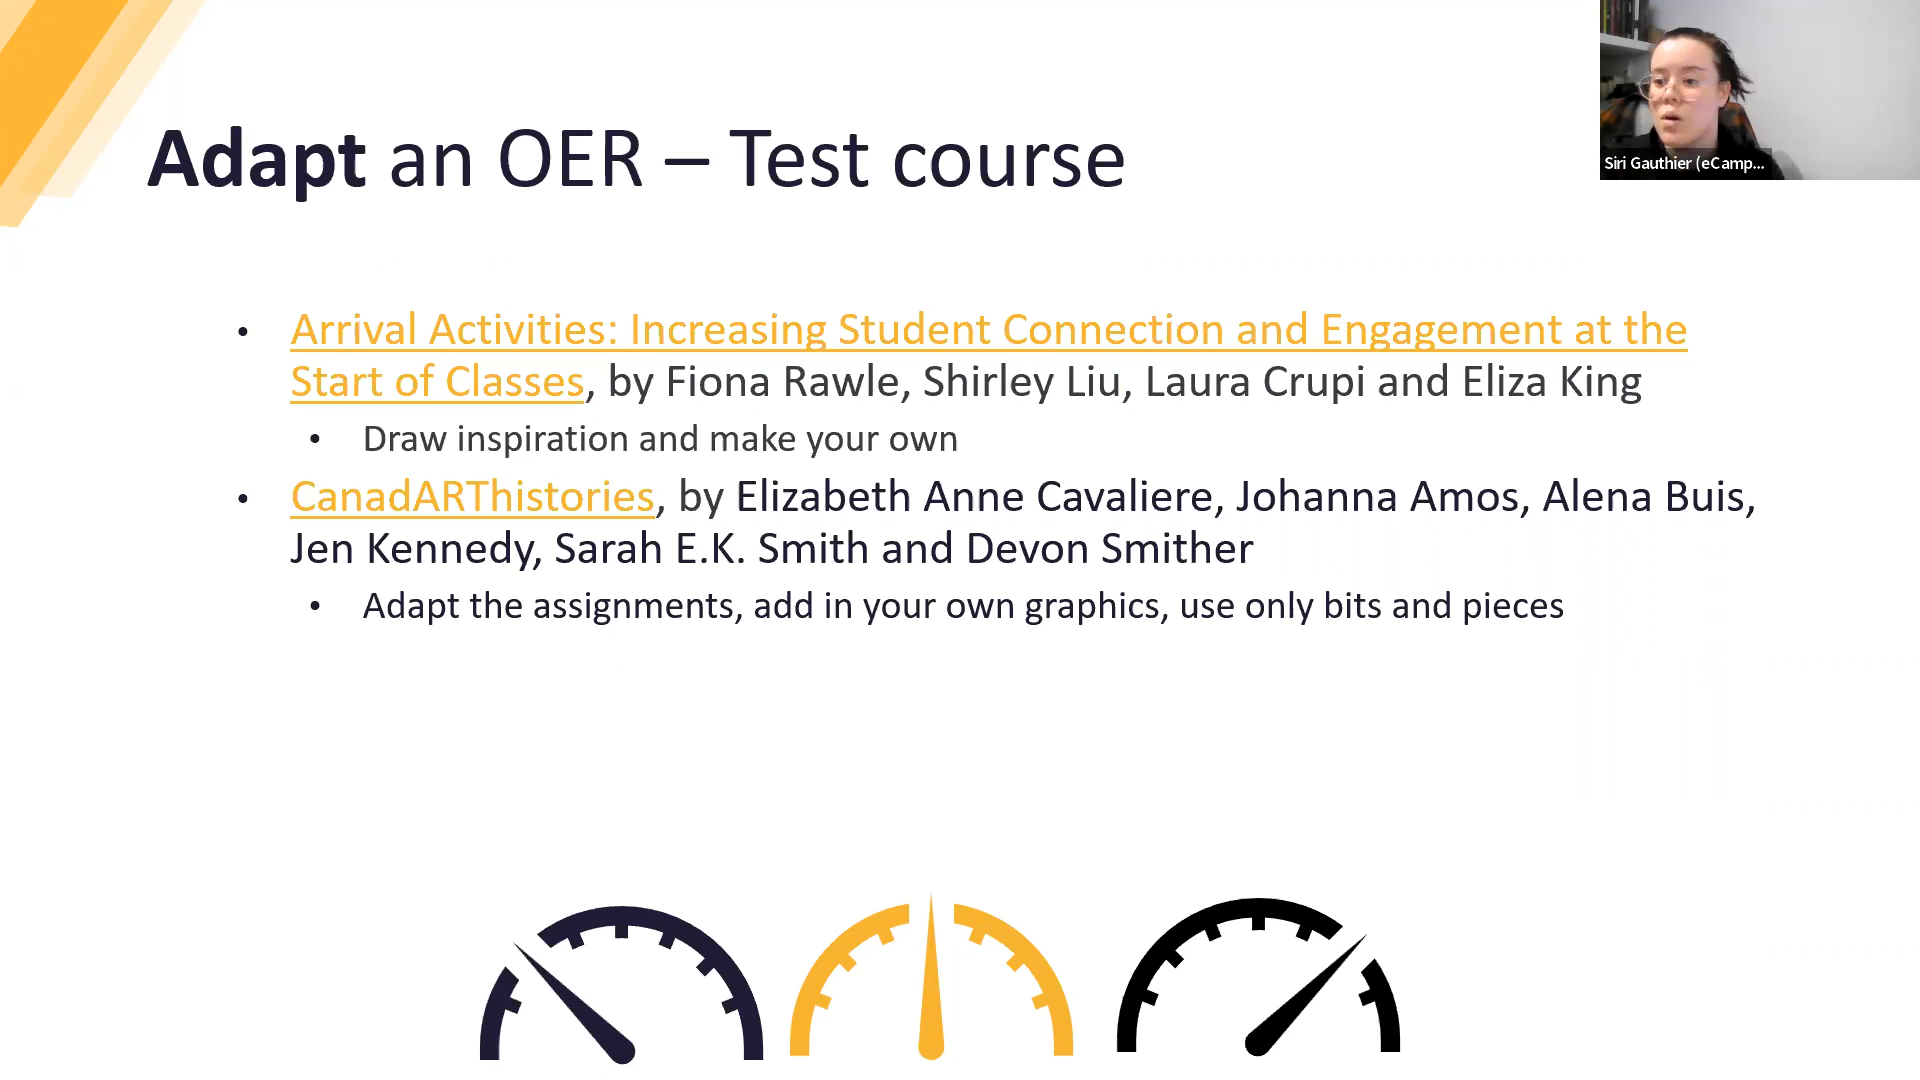 Adapt an OER – Test course
Siri Gauthier (eCamp...
• Arrival Activities: Increasing Student Connection and Engagement at the
Start of Classes, by Fiona Rawle, Shirley Liu, Laura Crupi and Eliza King
• Draw inspiration and make your own
• CanadARThistories, by Elizabeth Anne Cavaliere, Johanna Amos, Alena Buis,
Jen Kennedy, Sarah E.K. Smith and Devon Smither
• Adapt the assignments, add in your own graphics, use only bits and pieces